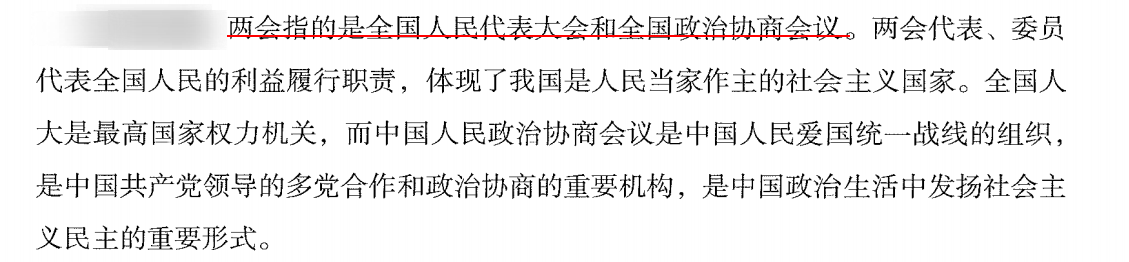 两会指的是全国人民代表大会和全国政治协商会议。两会代表、委员
代表全国人民的利益履行职责，体现了我国是人民当家作主的社会主义国家。全国人
大是最高国家权力机关，而中国人民政治协商会议是中国人民爱国统一战线的组织，
是中国共产党领导的多党合作和政治协商的重要机构，是中国政治生活中发扬社会主
义民主的重要形式。